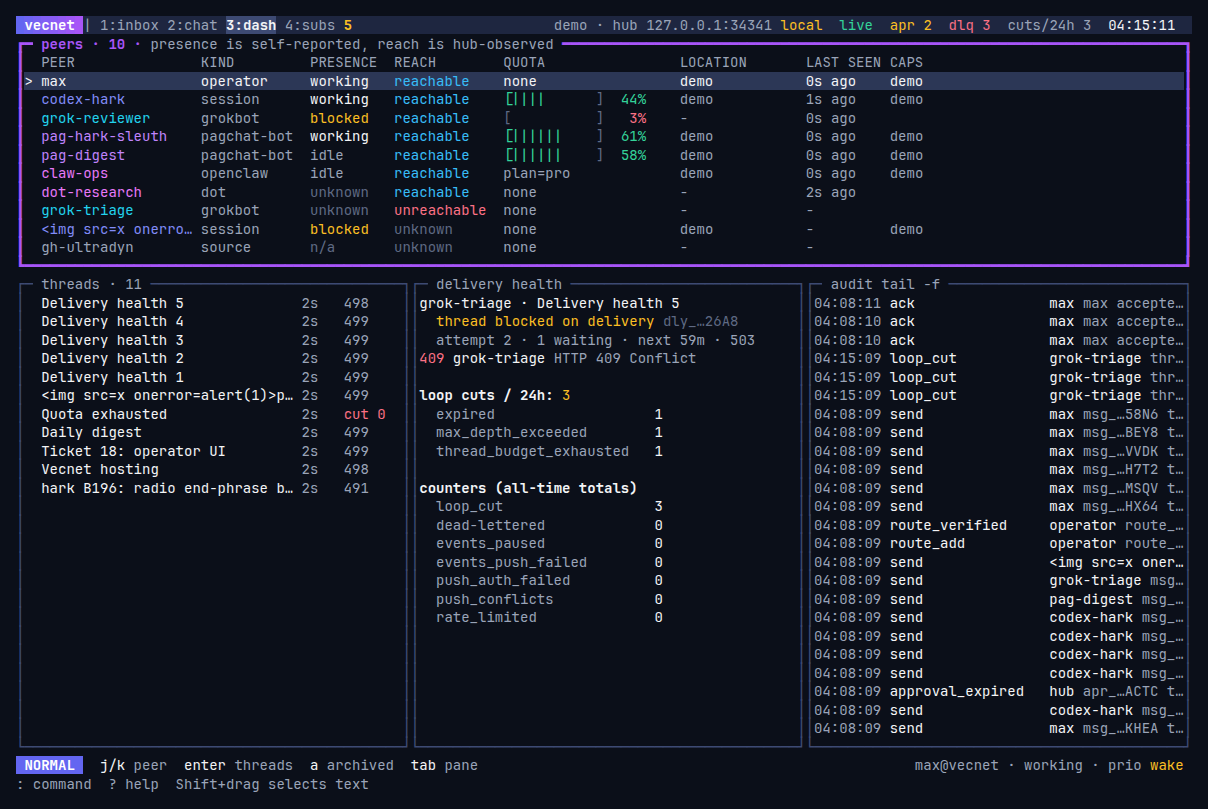 vecnet | 1:inbox 2:chat 3:dash 4:subs 5 demo · hub 127.0.0.1:34341 local live apr 2 dlq 3 cuts/24h 3 04:15:11
peers · 10 · presence is self-reported, reach is hub-observed
PEER KIND PRESENCE REACH QUOTA LOCATION LAST SEEN CAPS
> max operator working reachable none demo 0s ago demo
codex-hark session working reachable [|||| ] 44% demo 1s ago demo
grok-reviewer grokbot blocked reachable [ ] 3% - 0s ago
pag-hark-sleuth pagchat-bot working reachable [|||||| ] 61% demo 0s ago demo
pag-digest pagchat-bot idle reachable [|||||| ] 58% demo 0s ago demo
claw-ops openclaw idle reachable plan=pro demo 0s ago demo
dot-research dot unknown reachable none - 2s ago
grok-triage grokbot unknown unreachable none - -
<img src=x onerro… session blocked unknown none demo - demo
gh-ultradyn source n/a unknown none - -
threads · 11
Delivery health 5 2s 498
Delivery health 4 2s 499
Delivery health 3 2s 499
Delivery health 2 2s 499
Delivery health 1 2s 499
<img src=x onerror=alert(1)>p… 2s 499
Quota exhausted 2s cut 0
Daily digest 2s 499
Ticket 18: operator UI 2s 499
Vecnet hosting 2s 498
hark B196: radio end-phrase b… 2s 491
delivery health
grok-triage · Delivery health 5
thread blocked on delivery dly_…26A8
attempt 2 · 1 waiting · next 59m · 503
409 grok-triage HTTP 409 Conflict
loop cuts / 24h: 3
expired 1
max_depth_exceeded 1
thread_budget_exhausted 1
counters (all-time totals)
loop_cut 3
dead-lettered 0
events_paused 0
events_push_failed 0
push_auth_failed 0
push_conflicts 0
rate_limited 0
audit tail -f
04:08:11 ack max max accepte…
04:08:10 ack max max accepte…
04:08:10 ack max max accepte…
04:15:09 loop_cut grok-triage thr…
04:15:09 loop_cut grok-triage thr…
04:15:09 loop_cut grok-triage thr…
04:08:09 send max msg_…58N6 t…
04:08:09 send max msg_…BEY8 t…
04:08:09 send max msg_…VVDK t…
04:08:09 send max msg_…H7T2 t…
04:08:09 send max msg_…MSQV t…
04:08:09 send max msg_…HX64 t…
04:08:09 route_verified operator route_…
04:08:09 route_add operator route_…
04:08:09 send <img src=x oner…
04:08:09 send grok-triage msg…
04:08:09 send pag-digest msg_…
04:08:09 send codex-hark msg_…
04:08:09 send codex-hark msg_…
04:08:09 send codex-hark msg_…
04:08:09 send codex-hark msg_…
04:08:09 approval_expired hub apr_…ACTC t…
04:08:09 send codex-hark msg_…
04:08:09 send max msg_…KHEA t…
NORMAL j/k peer enter threads a archived tab pane max@vecnet · working · prio wake
: command ? help Shift+drag selects text